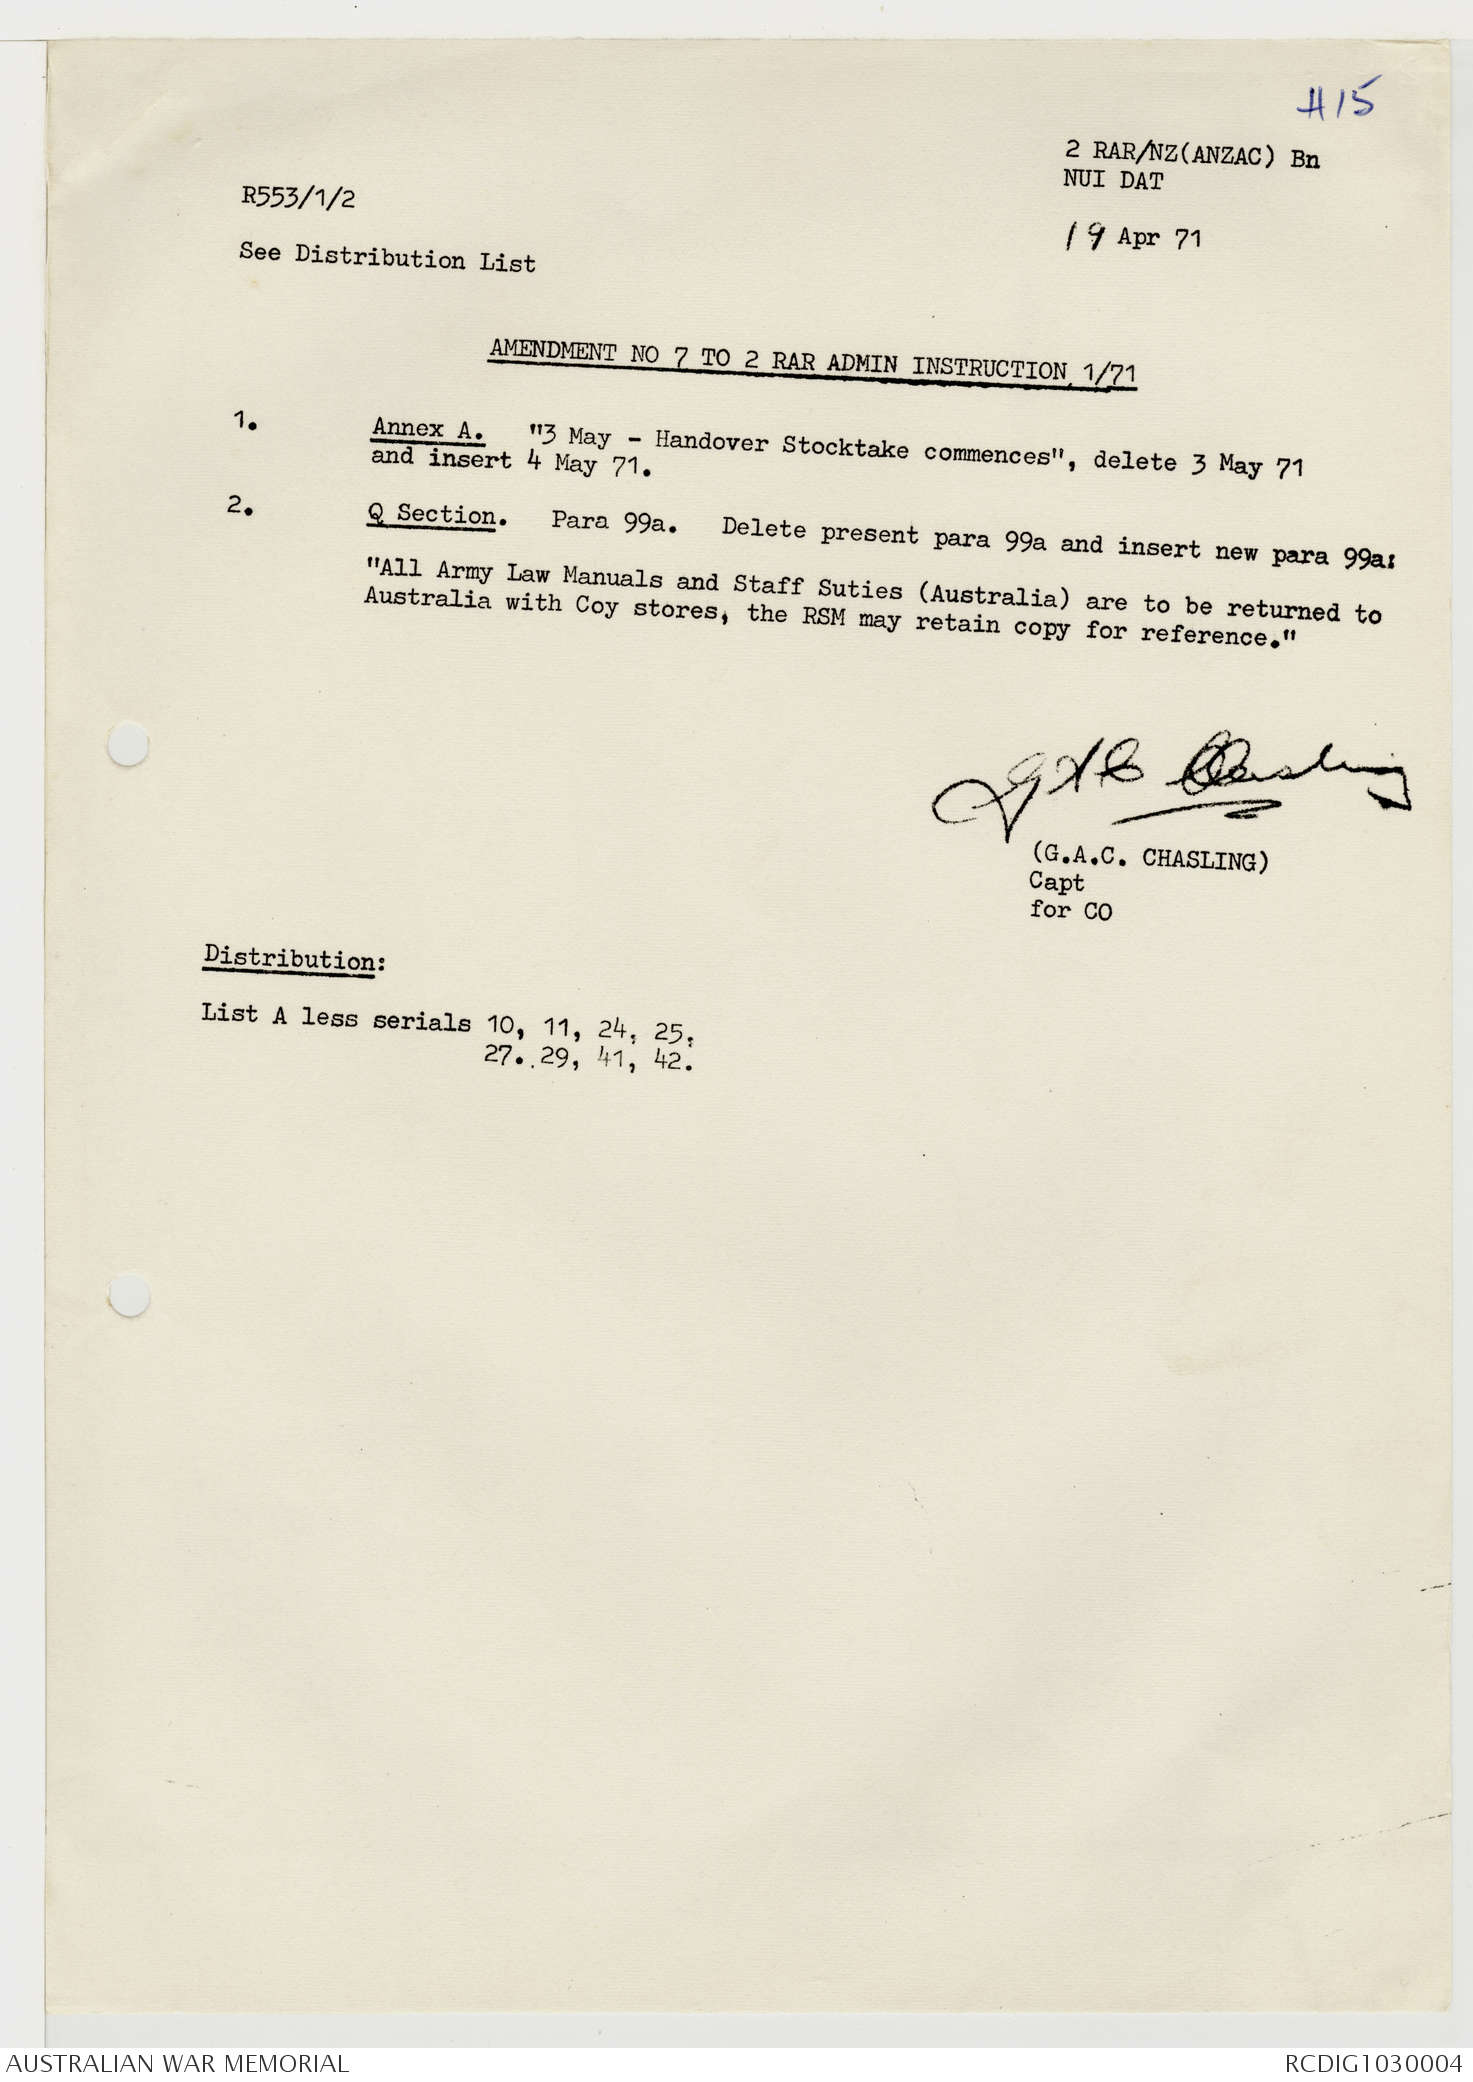 H15
2 RAR/NZ(ANZAC) Bn
NUI DAT
R553/1/2
19 Apr 71
See Distribution List
AMENDMENT NO 7 TO 2 RAR ADMIN INSTRUCTION 1/71
1. Annex A. "3 May - Handover Stocktake commences", delete 3 May 71
and insert 4 May 71.
2. Q Section. Para 99a. Delete present para 99a and insert new para 99a:
"All Army Law Manuals and Staff Suties (Australia) are to be returned to
Australia with Coy stores, the RSM may retain copy for reference."
G A C Chasling
(G.A.C. CHASLING)
Capt
for CO
Distribution:
List A less serials 10, 11, 24, 25,
27. 29, 41, 42.
AUSTRALIAN WAR MEMORIAL
RCDIG1030004